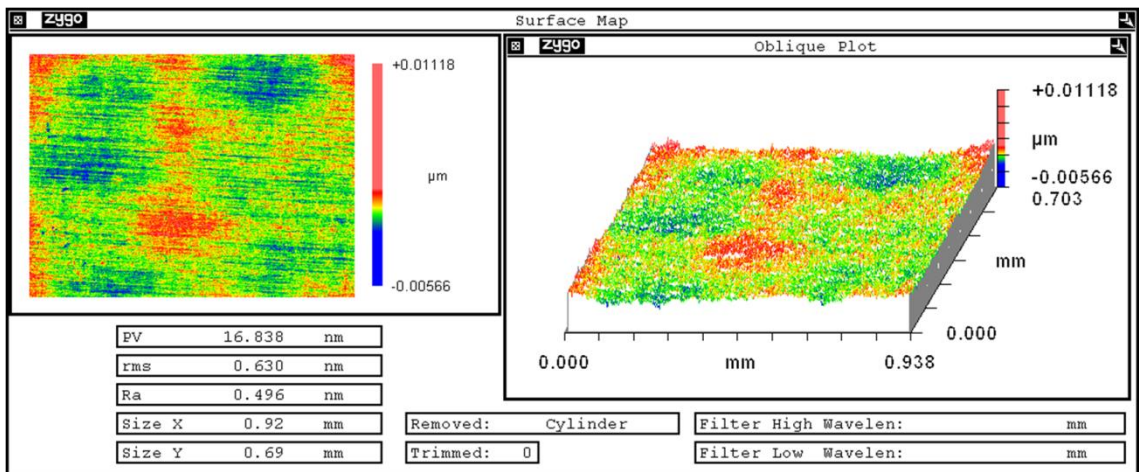 zygo Surface Map
+0.01118
µm
-0.00566
zygo Oblique Plot
+0.01118
µm
-0.00566
0.703
mm
0.000
0.000 mm 0.938
PV 16.838 nm
rms 0.630 nm
Ra 0.496 nm
Size X 0.92 mm
Size Y 0.69 mm
Removed: Cylinder
Trimmed: 0
Filter High Wavelen: mm
Filter Low Wavelen: mm